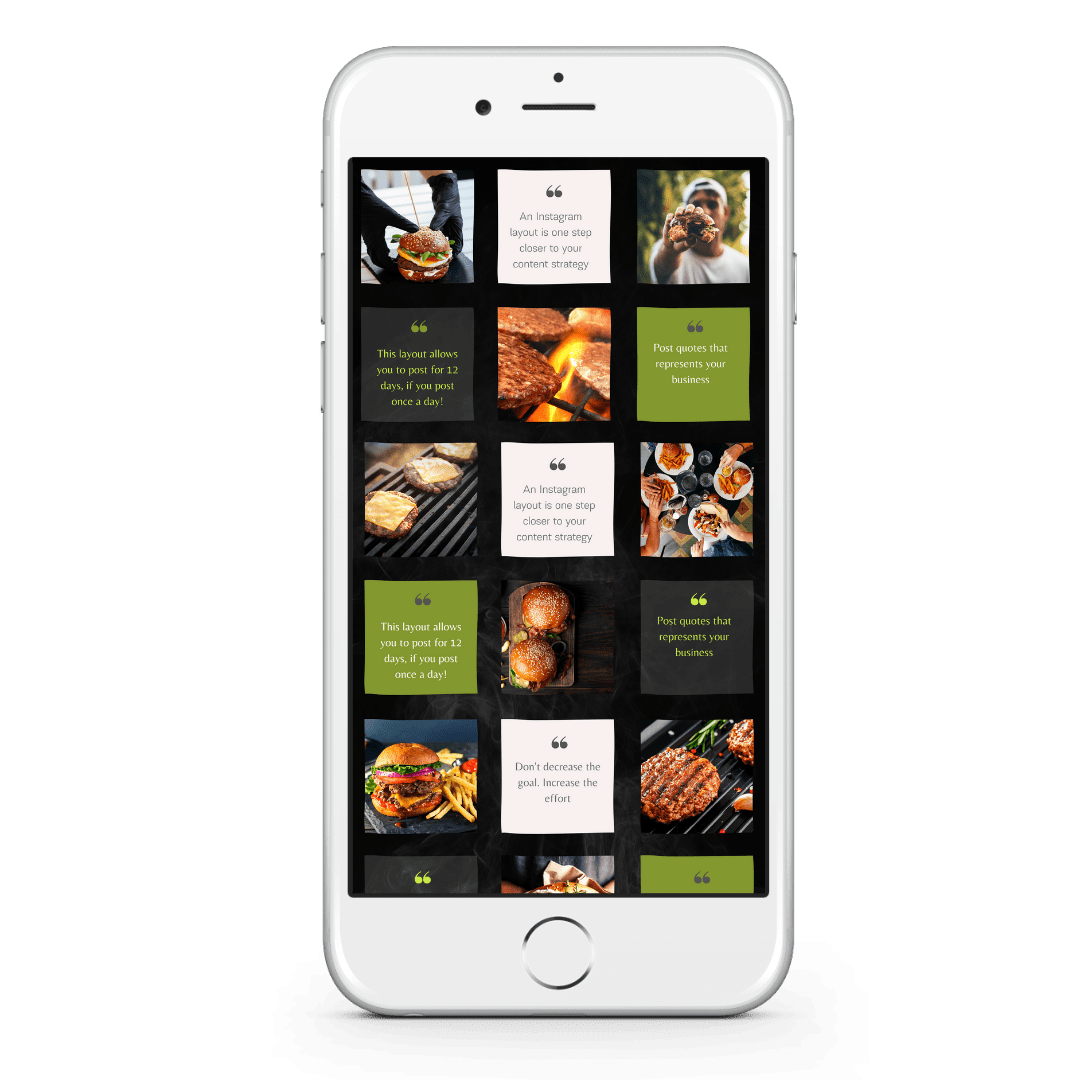 ❝
An Instagram
layout is one step
closer to your
content strategy
❝
This layout allows
you to post for 12
days, if you post
once a day!
❝
Post quotes that
represents your
business
❝
An Instagram
layout is one step
closer to your
content strategy
❝
This layout allows
you to post for 12
days, if you post
once a day!
❝
Post quotes that
represents your
business
❝
Don't decrease the
goal. Increase the
effort
❝
❝